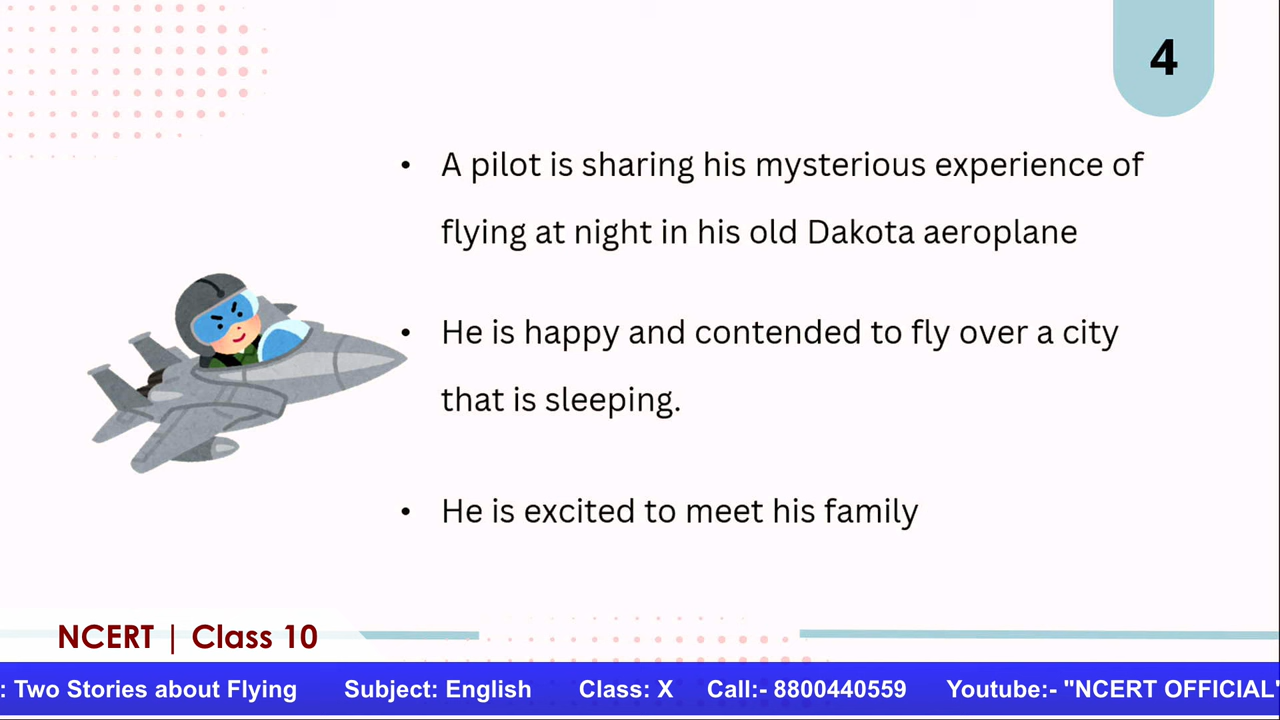 4
• A pilot is sharing his mysterious experience of
flying at night in his old Dakota aeroplane
• He is happy and contended to fly over a city
that is sleeping.
• He is excited to meet his family
NCERT | Class 10
: Two Stories about Flying Subject: English Class: X Call:- 8800440559 Youtube:- "NCERT OFFICIAL"